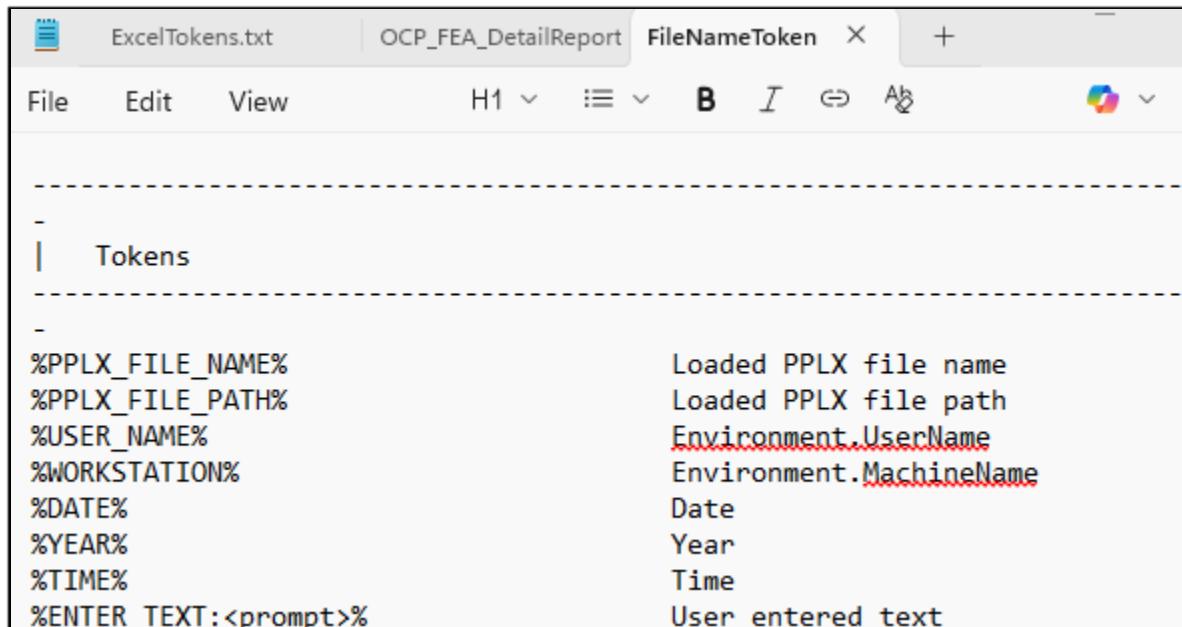 ExcelTokens.txt OCP_FEA_DetailReport FileNameToken
File Edit View H1 B I
------------------------------------------------------------------------
-
| Tokens
------------------------------------------------------------------------
-
%PPLX_FILE_NAME% Loaded PPLX file name
%PPLX_FILE_PATH% Loaded PPLX file path
%USER_NAME% Environment.UserName
%WORKSTATION% Environment.MachineName
%DATE% Date
%YEAR% Year
%TIME% Time
%ENTER_TEXT:<prompt>% User entered text